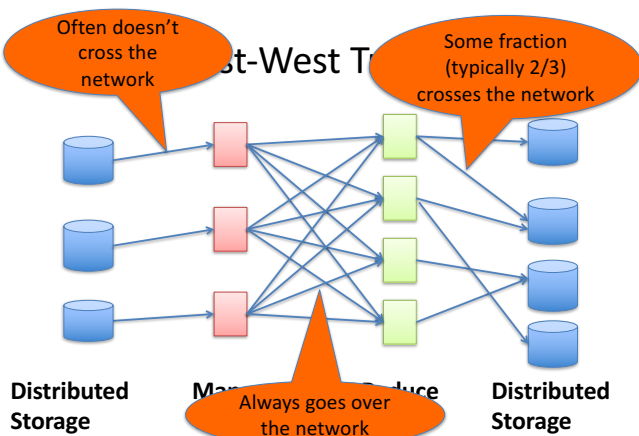 Often doesn't
cross the
network
st-West T
Some fraction
(typically 2/3)
crosses the network
Distributed
Storage
Ma
duce
Distributed
Storage
Always goes over
the network